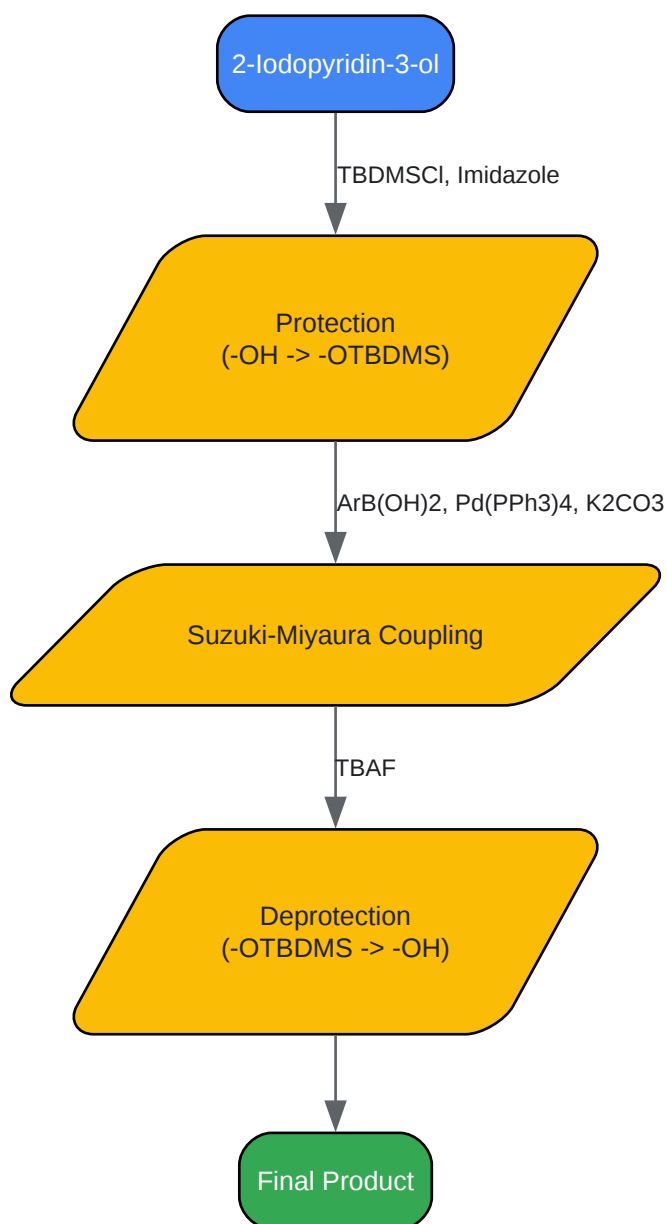 2-Iodopyridin-3-ol
TBDMSCl, Imidazole
Protection
(-OH -> -OTBDMS)
ArB(OH)2, Pd(PPh3)4, K2CO3
Suzuki-Miyaura Coupling
TBAF
Deprotection
(-OTBDMS -> -OH)
Final Product